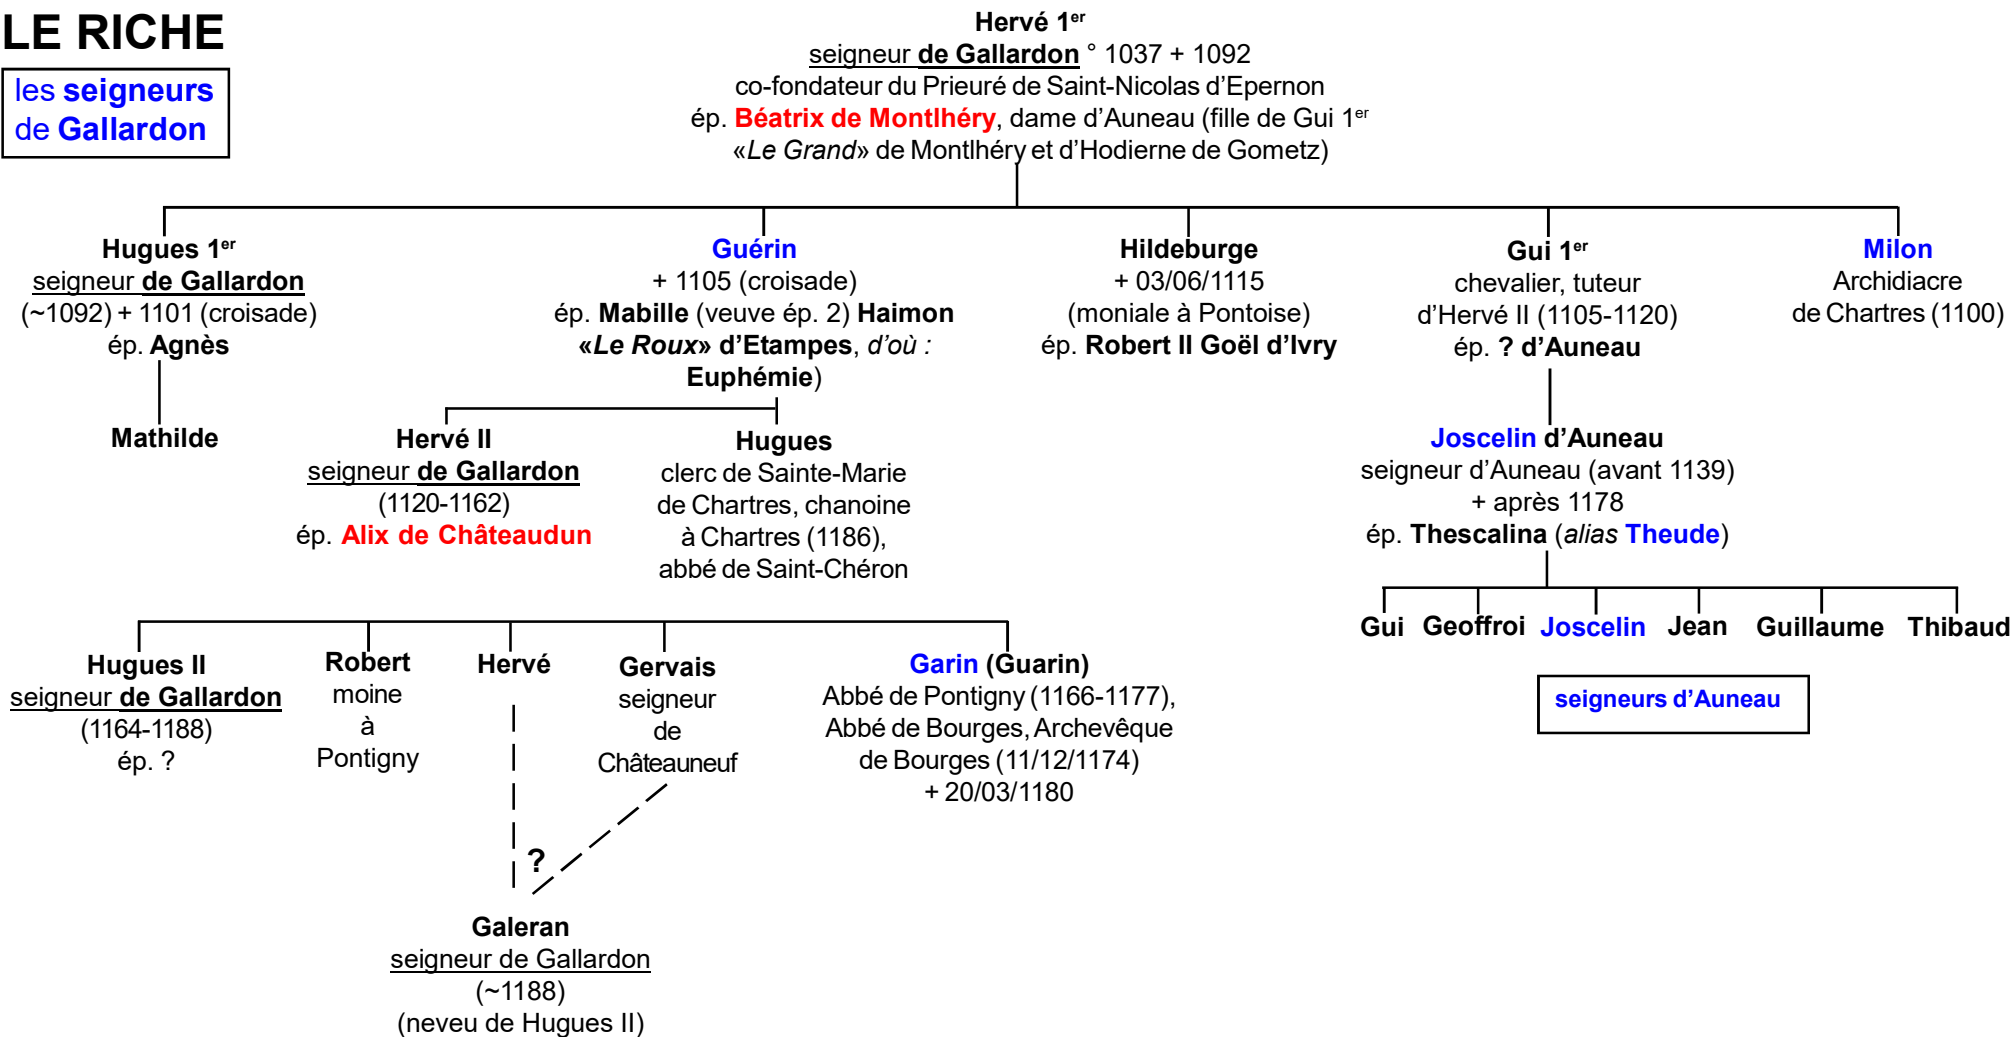 LE RICHE
les seigneurs
de Gallardon
Hervé 1er
seigneur de Gallardon ° 1037 + 1092
co-fondateur du Prieuré de Saint-Nicolas d'Epernon
ép. Béatrix de Montlhéry, dame d'Auneau (fille de Gui 1er
«Le Grand» de Montlhéry et d'Hodierne de Gometz)
Hugues 1er
seigneur de Gallardon
(~1092) + 1101 (croisade)
ép. Agnès
Mathilde
Guérin
+ 1105 (croisade)
ép. Mabille (veuve ép. 2) Haimon
«Le Roux» d'Etampes, d'où :
Euphémie)
Hildeburge
+ 03/06/1115
(moniale à Pontoise)
ép. Robert II Goël d'Ivry
Gui 1er
chevalier, tuteur
d'Hervé II (1105-1120)
ép. ? d'Auneau
Milon
Archidiacre
de Chartres (1100)
Hervé II
seigneur de Gallardon
(1120-1162)
ép. Alix de Châteaudun
Hugues
clerc de Sainte-Marie
de Chartres, chanoine
à Chartres (1186),
abbé de Saint-Chéron
Joscelin d'Auneau
seigneur d'Auneau (avant 1139)
+ après 1178
ép. Thescalina (alias Theude)
Gui Geoffroi Joscelin Jean Guillaume Thibaud
seigneurs d'Auneau
Hugues II
seigneur de Gallardon
(1164-1188)
ép. ?
Robert
moine
à
Pontigny
Hervé
Gervais
seigneur
de
Châteauneuf
Garin (Guarin)
Abbé de Pontigny (1166-1177),
Abbé de Bourges, Archevêque
de Bourges (11/12/1174)
+ 20/03/1180
?
Galeran
seigneur de Gallardon
(~1188)
(neveu de Hugues II)